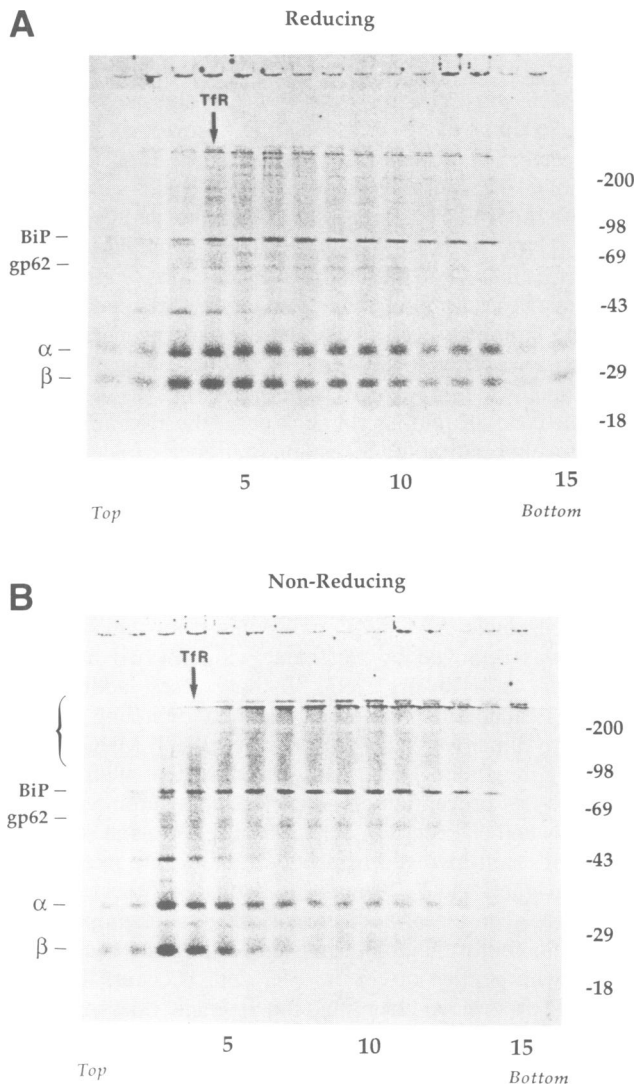 A
Reducing
TfR
-200
BiP –
-98
gp62 –
-69
-43
α –
-29
β –
-18
5 10 15
Top Bottom
B
Non-Reducing
TfR
-200
-98
BiP –
-69
gp62 –
-43
α –
-29
β –
-18
5 10 15
Top Bottom